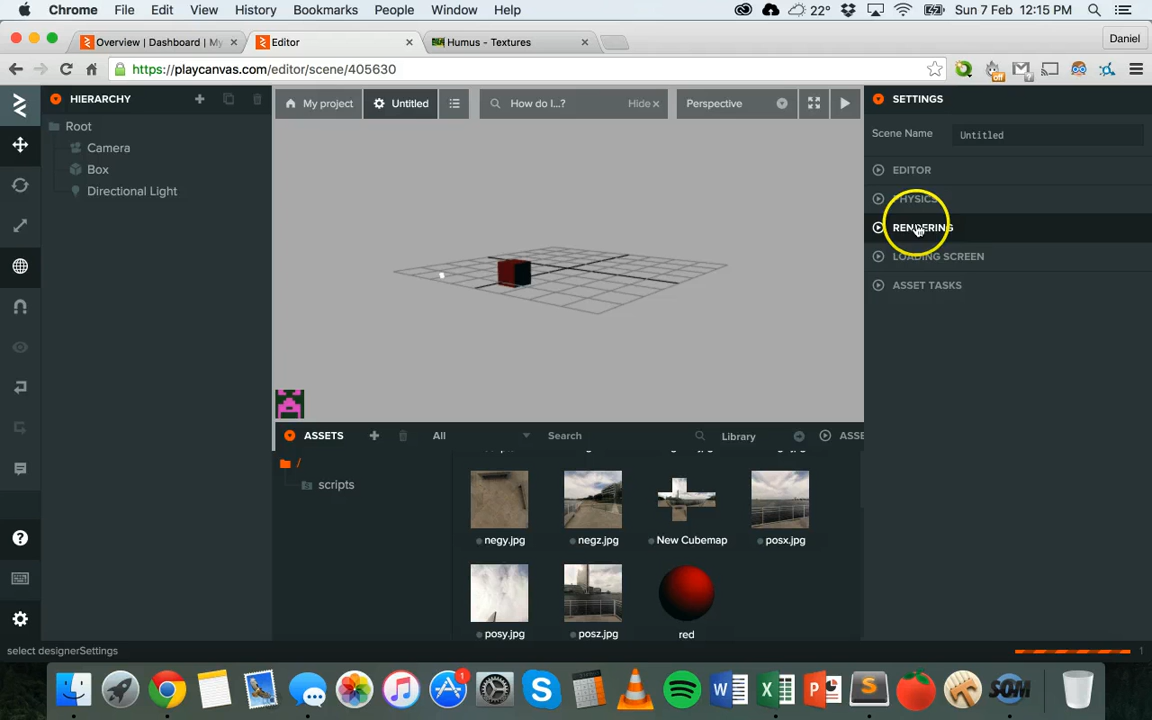 Chrome File Edit View History Bookmarks People Window Help 22° Sun 7 Feb 12:15 PM
Overview | Dashboard | My Editor Humus - Textures Daniel
https://playcanvas.com/editor/scene/405630
HIERARCHY My project Untitled How do I...? Hide Perspective SETTINGS
Root Scene Name Untitled
Camera
Box EDITOR
Directional Light PHYSICS
RENDERING
LOADING SCREEN
ASSET TASKS
ASSETS All Search Library ASSE
/
scripts
negy.jpg negz.jpg New Cubemap posx.jpg
posy.jpg posz.jpg red
select designerSettings 1